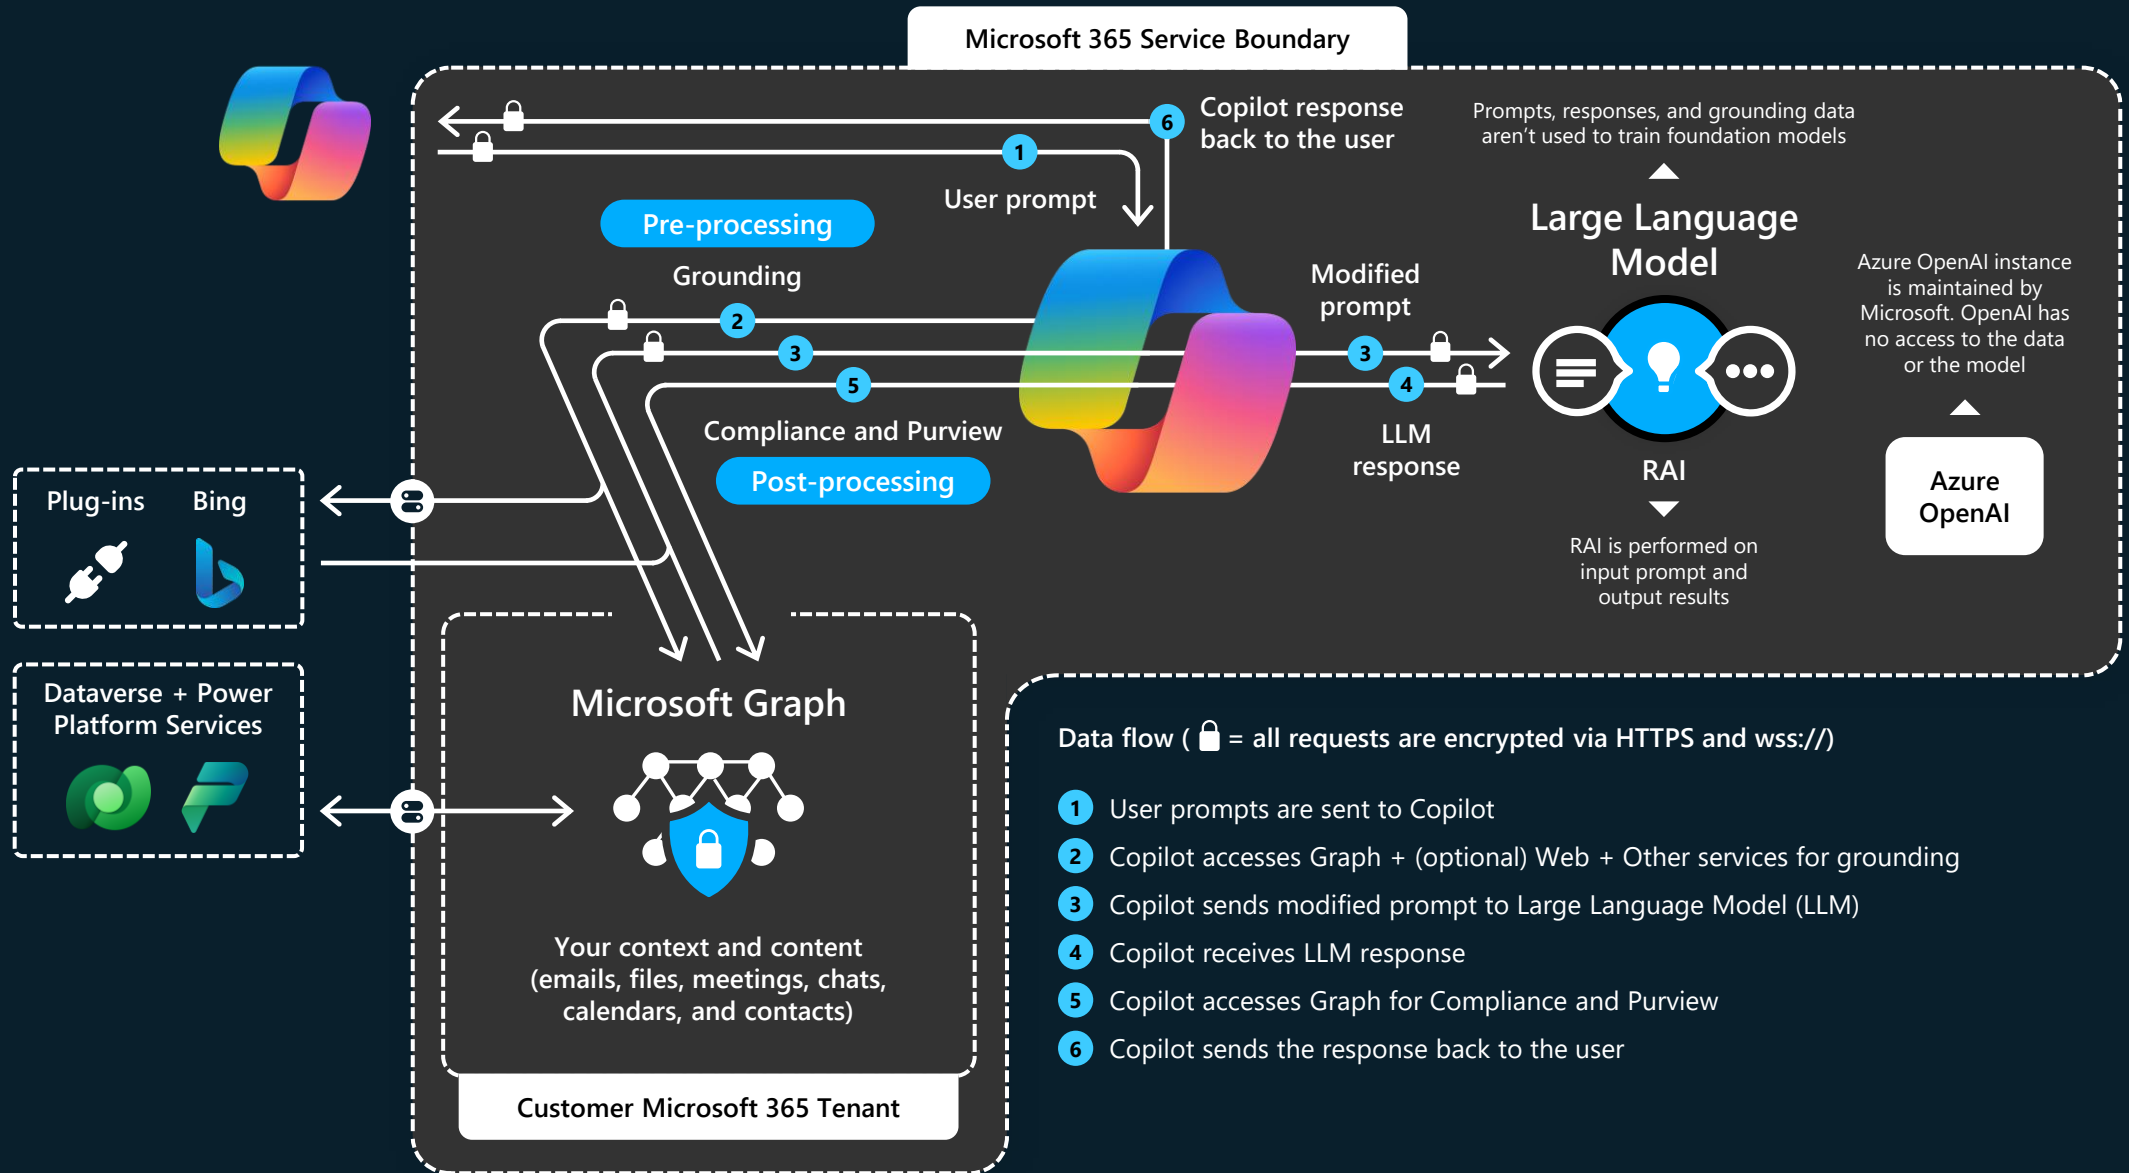 Microsoft 365 Service Boundary
6
Copilot response
back to the user
1
User prompt
Prompts, responses, and grounding data
aren't used to train foundation models
Pre-processing
Grounding
2
3
5
Compliance and Purview
Post-processing
Modified
prompt
3
4
LLM
response
Large Language
Model
RAI
RAI is performed on
input prompt and
output results
Azure OpenAI instance
is maintained by
Microsoft. OpenAI has
no access to the data
or the model
Azure
OpenAI
Plug-ins
Bing
Dataverse + Power
Platform Services
Microsoft Graph
Your context and content
(emails, files, meetings, chats,
calendars, and contacts)
Customer Microsoft 365 Tenant
Data flow ( = all requests are encrypted via HTTPS and wss://)
1 User prompts are sent to Copilot
2 Copilot accesses Graph + (optional) Web + Other services for grounding
3 Copilot sends modified prompt to Large Language Model (LLM)
4 Copilot receives LLM response
5 Copilot accesses Graph for Compliance and Purview
6 Copilot sends the response back to the user